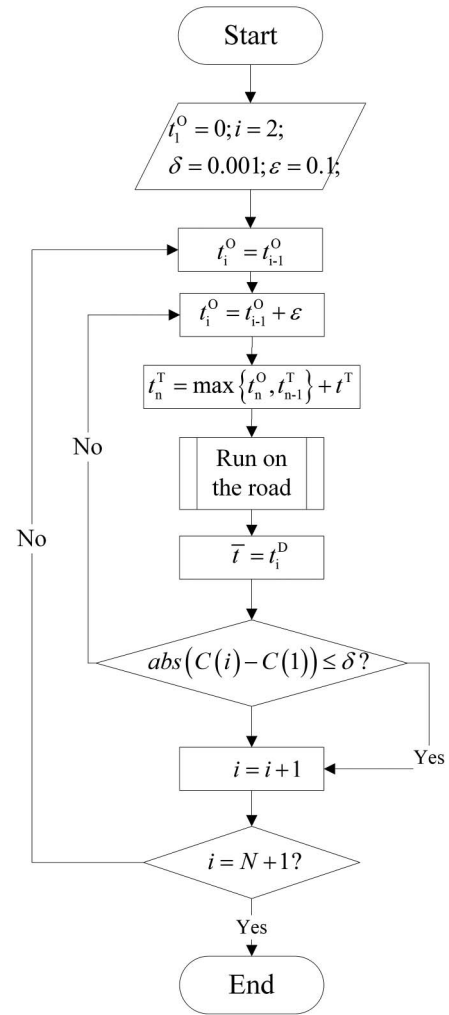 Start
t₁ᴼ = 0; i = 2;
δ = 0.001; ε = 0.1;
tᵢᴼ = tᵢ₋₁ᴼ
tᵢᴼ = tᵢ₋₁ᴼ + ε
tₙᵀ = max{tₙᴼ, tₙ₋₁ᵀ} + tᵀ
No
Run on
the road
No
t̅ = tᵢᴰ
abs(C(i)−C(1)) ≤ δ?
Yes
i = i+1
i = N+1?
Yes
End